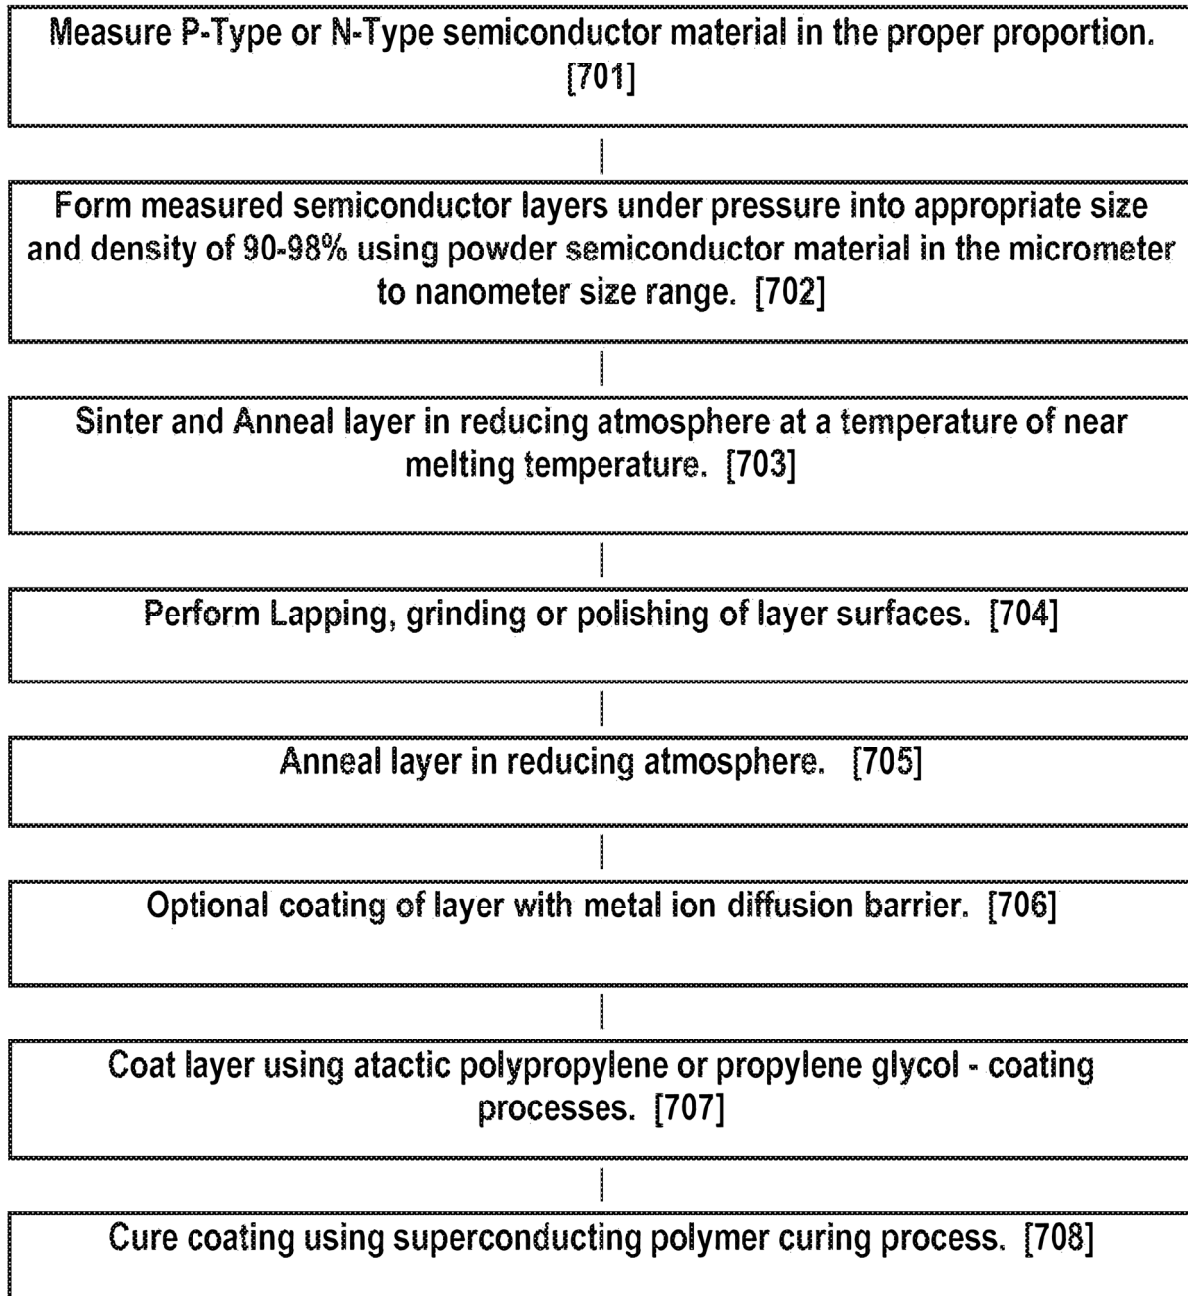 Measure P-Type or N-Type semiconductor material in the proper proportion.
[701]
Form measured semiconductor layers under pressure into appropriate size
and density of 90-98% using powder semiconductor material in the micrometer
to nanometer size range. [702]
Sinter and Anneal layer in reducing atmosphere at a temperature of near
melting temperature. [703]
Perform Lapping, grinding or polishing of layer surfaces. [704]
Anneal layer in reducing atmosphere. [705]
Optional coating of layer with metal ion diffusion barrier. [706]
Coat layer using atactic polypropylene or propylene glycol - coating
processes. [707]
Cure coating using superconducting polymer curing process. [708]